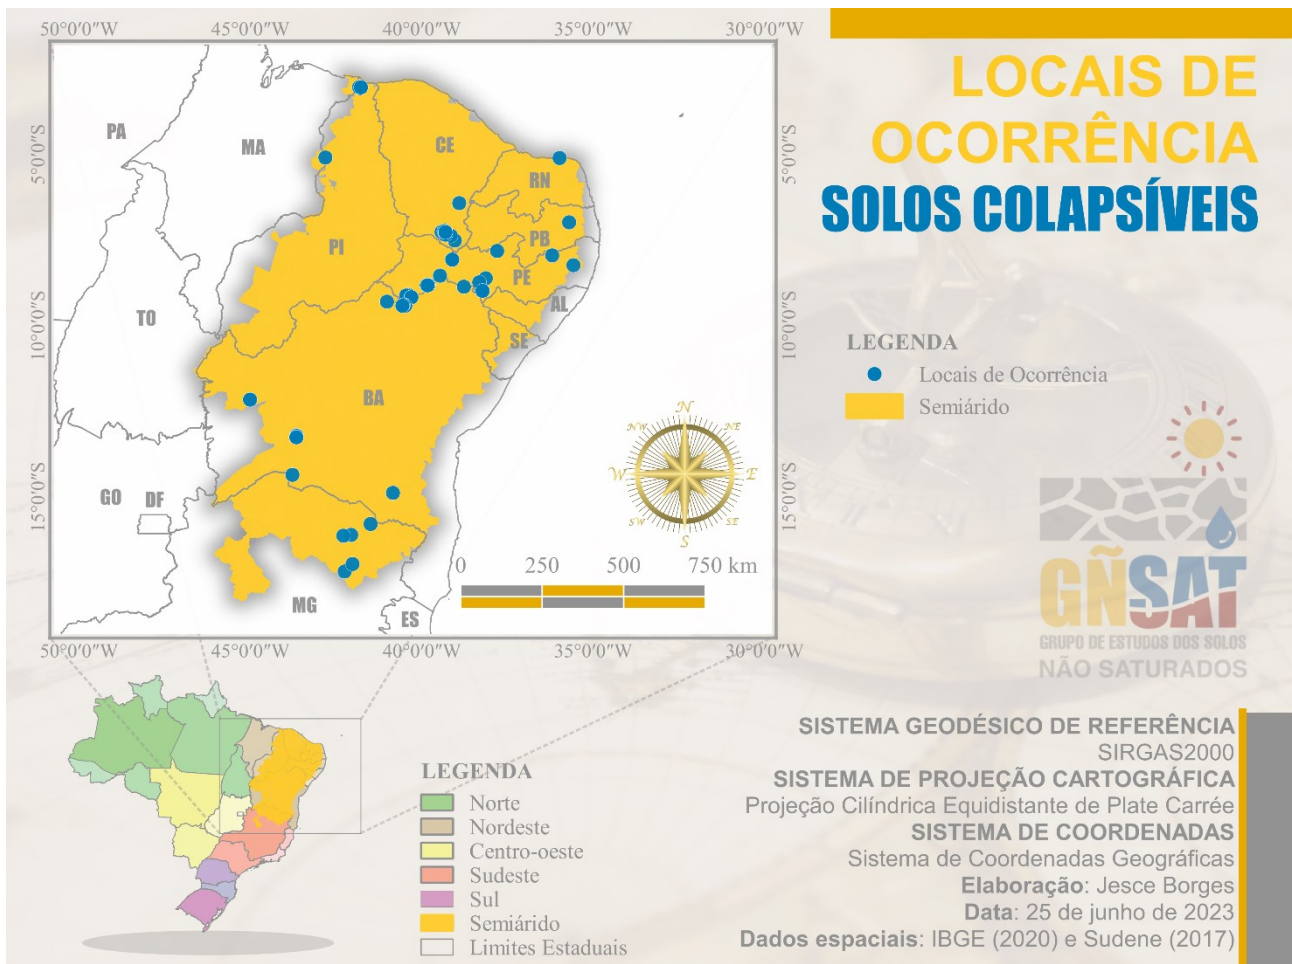 50°0'0"W 45°0'0"W 40°0'0"W 35°0'0"W 30°0'0"W
5°0'0"S
10°0'0"S
15°0'0"S
5°0'0"S
10°0'0"S
15°0'0"S
PA
MA
CE
RN
PI
PB
PE
AL
TO
SE
BA
GO
DF
MG
ES
N
NE
E
SE
S
SW
W
NW
0 250 500 750 km
50°0'0"W 45°0'0"W 40°0'0"W 35°0'0"W 30°0'0"W
LOCAIS DE
OCORRÊNCIA
SOLOS COLAPSÍVEIS
LEGENDA
Locais de Ocorrência
Semiárido
GÑSAT
GRUPO DE ESTUDOS DOS SOLOS
NÃO SATURADOS
LEGENDA
Norte
Nordeste
Centro-oeste
Sudeste
Sul
Semiárido
Limites Estaduais
SISTEMA GEODÉSICO DE REFERÊNCIA
SIRGAS2000
SISTEMA DE PROJEÇÃO CARTOGRÁFICA
Projeção Cilíndrica Equidistante de Plate Carrée
SISTEMA DE COORDENADAS
Sistema de Coordenadas Geográficas
Elaboração: Jesce Borges
Data: 25 de junho de 2023
Dados espaciais: IBGE (2020) e Sudene (2017)